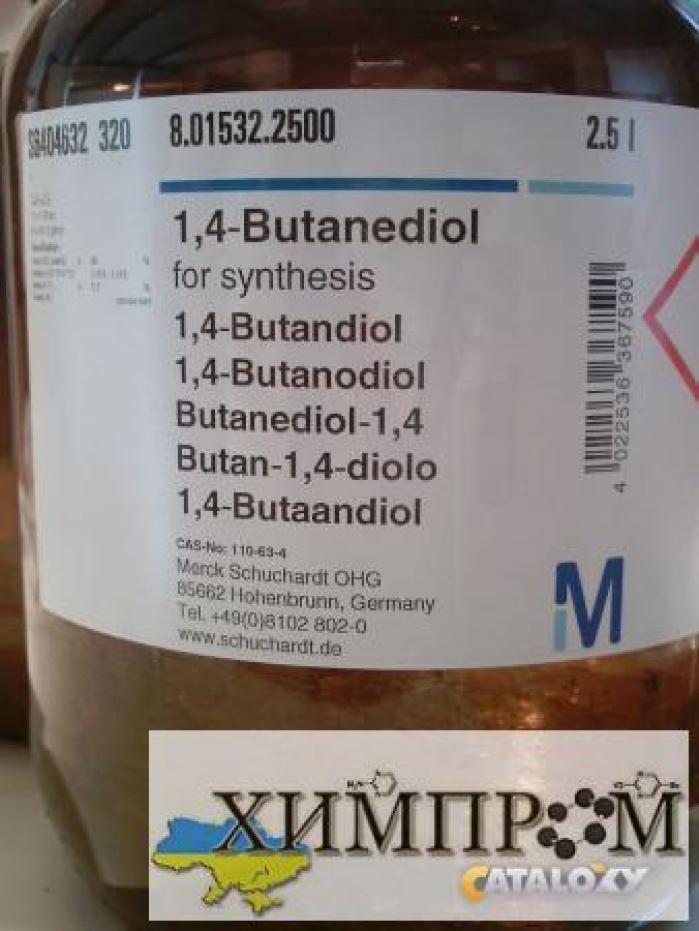 S6404632 320 8.01532.2500 2.5 l
1,4-Butanediol
for synthesis
1,4-Butandiol
1,4-Butanodiol
Butanediol-1,4
Butan-1,4-diolo
1,4-Butaandiol
CAS-No: 110-63-4
Merck Schuchardt OHG
85662 Hohenbrunn, Germany
Tel. +49(0)8102 802-0
www.schuchardt.de
4 022536 367590
M
ХИМПРОМ
CATALOXY